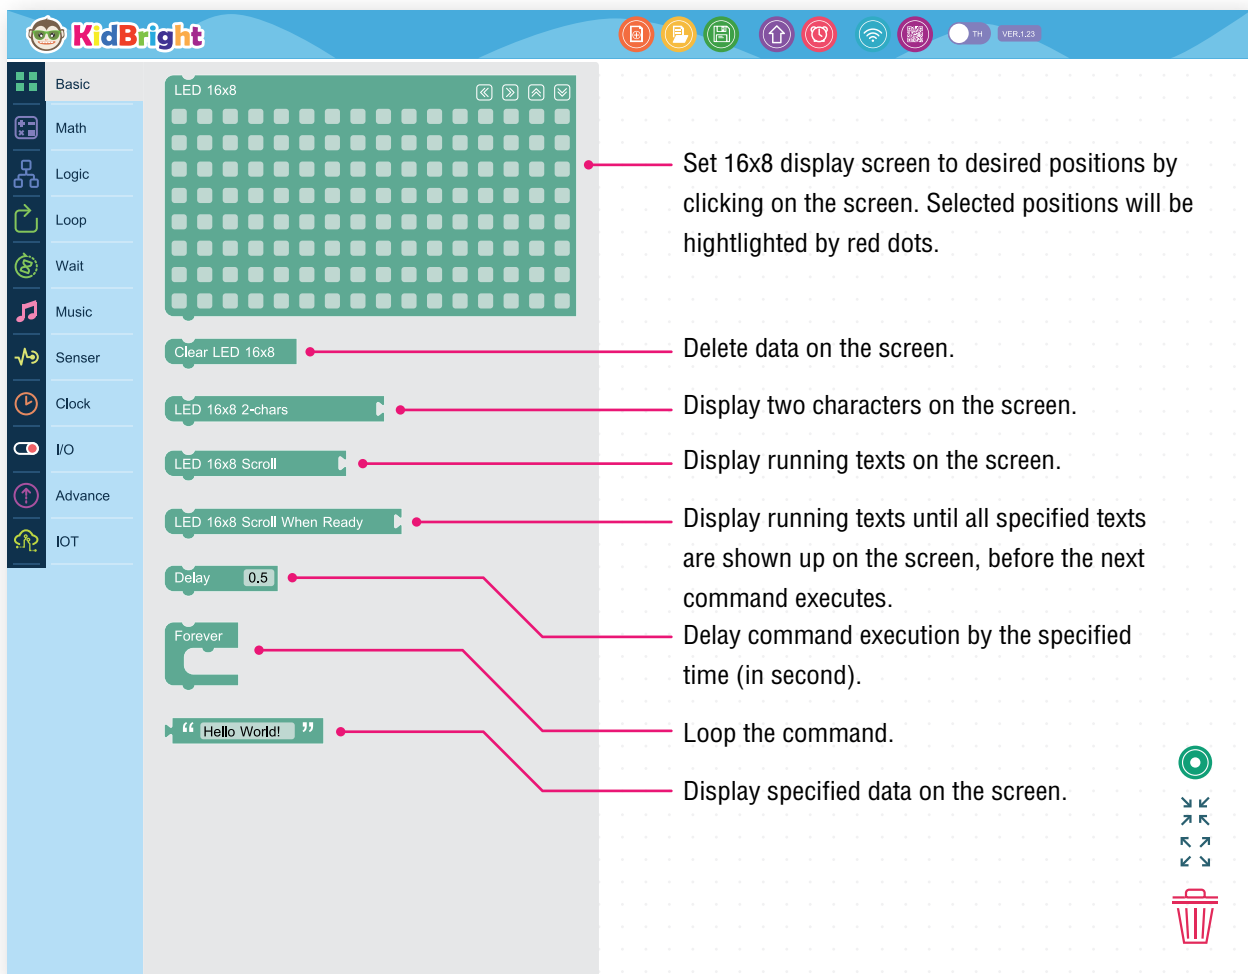 KidBright
TH
VER.1.23
Basic
Math
Logic
Loop
Wait
Music
Senser
Clock
I/O
Advance
IOT
LED 16x8
Clear LED 16x8
LED 16x8 2-chars
LED 16x8 Scroll
LED 16x8 Scroll When Ready
Delay 0.5
Forever
“ Hello World! ”
Set 16x8 display screen to desired positions by
clicking on the screen. Selected positions will be
hightlighted by red dots.
Delete data on the screen.
Display two characters on the screen.
Display running texts on the screen.
Display running texts until all specified texts
are shown up on the screen, before the next
command executes.
Delay command execution by the specified
time (in second).
Loop the command.
Display specified data on the screen.